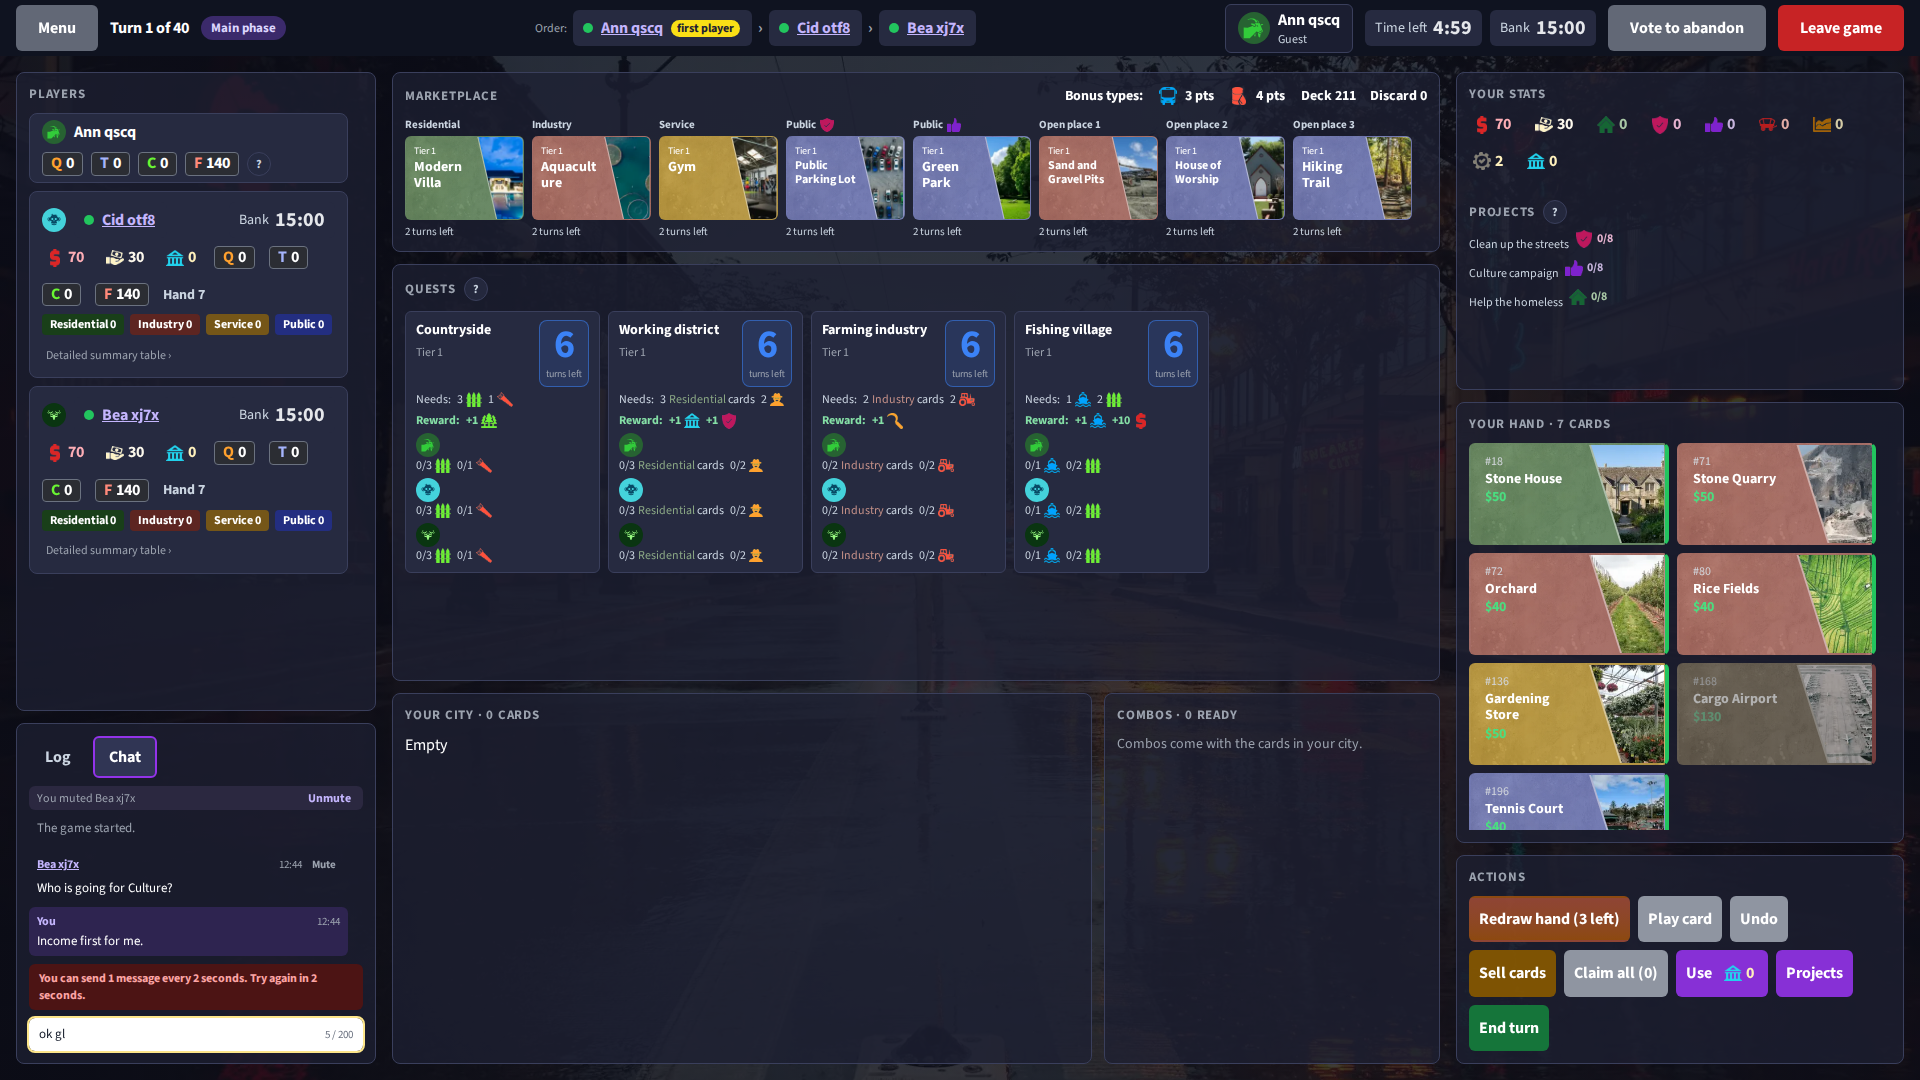 Menu
Turn 1 of 40
Main phase
Order: Ann qscq first player › Cid otf8 › Bea xj7x
Ann qscq
Guest
Time left 4:59
Bank 15:00
Vote to abandon
Leave game
PLAYERS
Ann qscq
Q 0 T 0 C 0 F 140 ?
Cid otf8 Bank 15:00
70 30 0 Q 0 T 0
C 0 F 140 Hand 7
Residential 0 Industry 0 Service 0 Public 0
Detailed summary table ›
Bea xj7x Bank 15:00
70 30 0 Q 0 T 0
C 0 F 140 Hand 7
Residential 0 Industry 0 Service 0 Public 0
Detailed summary table ›
Log Chat
You muted Bea xj7x Unmute
The game started.
Bea xj7x 12:44 Mute
Who is going for Culture?
You 12:44
Income first for me.
You can send 1 message every 2 seconds. Try again in 2
seconds.
ok gl 5 / 200
MARKETPLACE
Bonus types: 3 pts 4 pts Deck 211 Discard 0
Residential
Tier 1
Modern
Villa
2 turns left
Industry
Tier 1
Aquacult
ure
2 turns left
Service
Tier 1
Gym
2 turns left
Public
Tier 1
Public
Parking Lot
2 turns left
Public
Tier 1
Green
Park
2 turns left
Open place 1
Tier 1
Sand and
Gravel Pits
2 turns left
Open place 2
Tier 1
House of
Worship
2 turns left
Open place 3
Tier 1
Hiking
Trail
2 turns left
QUESTS ?
Countryside
Tier 1
6
turns left
Needs: 3 1
Reward: +1
0/3 0/1
0/3 0/1
0/3 0/1
Working district
Tier 1
6
turns left
Needs: 3 Residential cards 2
Reward: +1 +1
0/3 Residential cards 0/2
0/3 Residential cards 0/2
0/3 Residential cards 0/2
Farming industry
Tier 1
6
turns left
Needs: 2 Industry cards 2
Reward: +1
0/2 Industry cards 0/2
0/2 Industry cards 0/2
0/2 Industry cards 0/2
Fishing village
Tier 1
6
turns left
Needs: 1 2
Reward: +1 +10
0/1 0/2
0/1 0/2
0/1 0/2
YOUR CITY · 0 CARDS
Empty
COMBOS · 0 READY
Combos come with the cards in your city.
YOUR STATS
70 30 0 0 0 0 0
2 0
PROJECTS ?
Clean up the streets 0/8
Culture campaign 0/8
Help the homeless 0/8
YOUR HAND · 7 CARDS
#18
Stone House
$50
#71
Stone Quarry
$50
#72
Orchard
$40
#80
Rice Fields
$40
#136
Gardening
Store
$50
#168
Cargo Airport
$130
#196
Tennis Court
$40
ACTIONS
Redraw hand (3 left) Play card Undo
Sell cards Claim all (0) Use 0 Projects
End turn